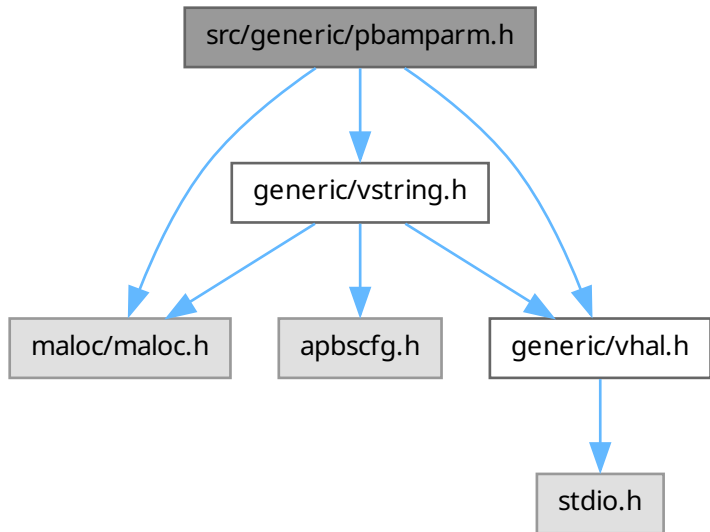 src/generic/pbamparm.h
generic/vstring.h
maloc/maloc.h
apbscfg.h
generic/vhal.h
stdio.h